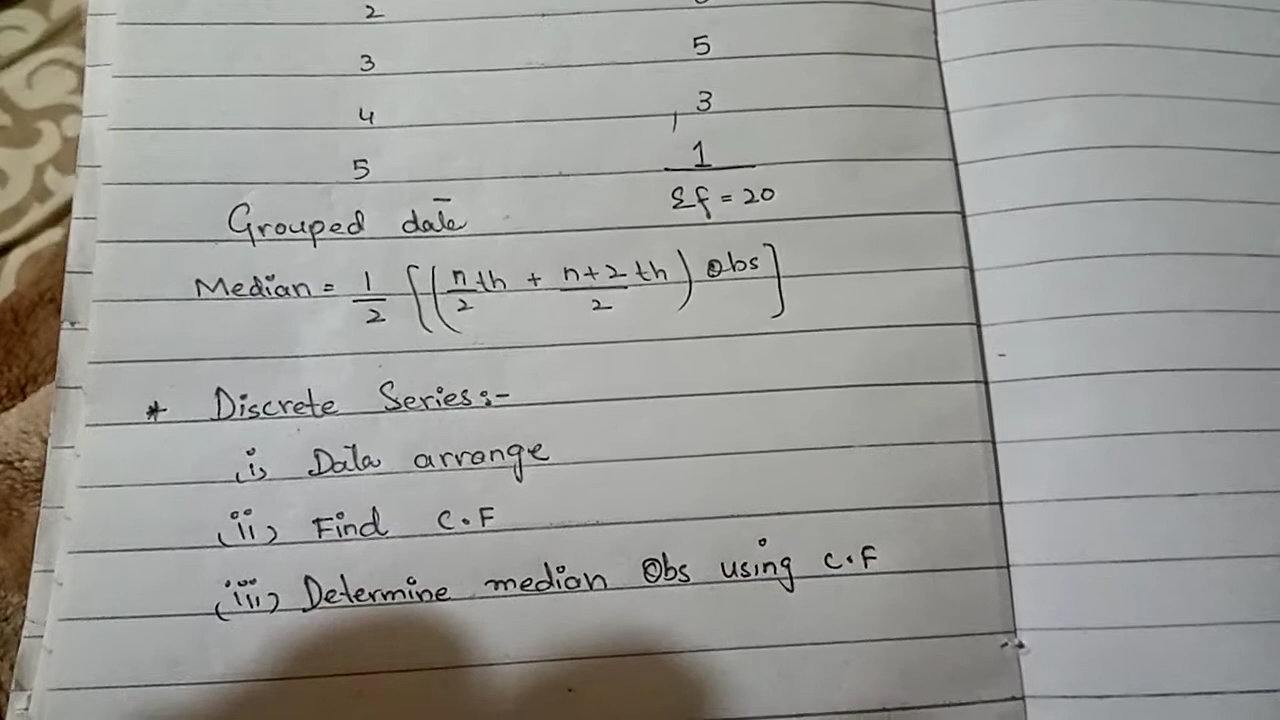 2
3 5
4 3
5 1
Grouped data Σf = 20
Median = 1/2 [(n/2 th + n+2/2 th) Obs]
* Discrete Series:-
(i) Data arrange
(ii) Find C.F
(iii) Determine median Obs using C.F